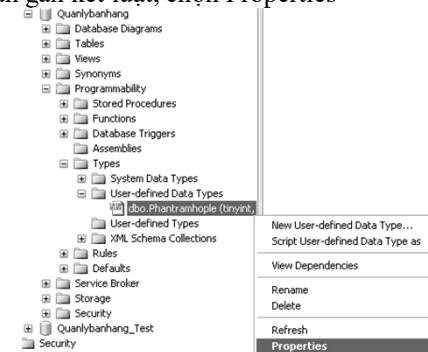 gắn kết luật, chọn Properties
Quanlybanhang
Database Diagrams
Tables
Views
Synonyms
Programmability
Stored Procedures
Functions
Database Triggers
Assemblies
Types
System Data Types
User-defined Data Types
dbo.Phantramhople (tinyint,
User-defined Types
XML Schema Collections
Rules
Defaults
Service Broker
Storage
Security
Quanlybanhang_Test
Security
New User-defined Data Type...
Script User-defined Data Type as
View Dependencies
Rename
Delete
Refresh
Properties